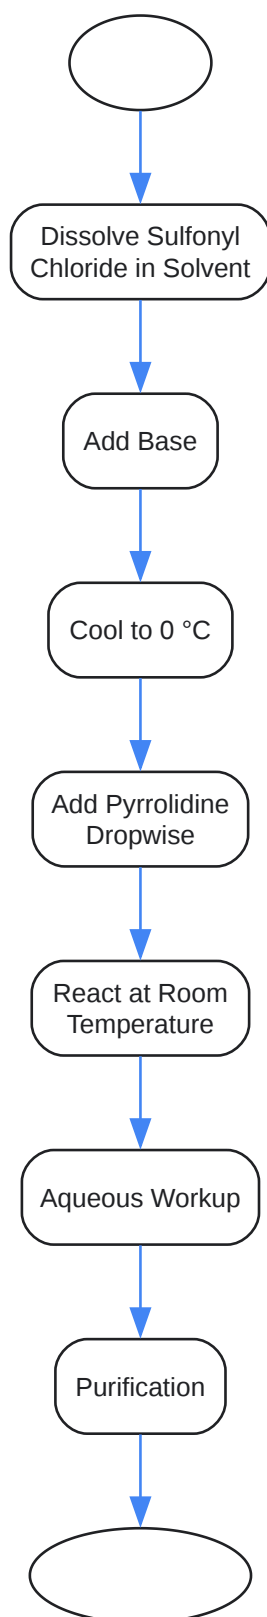 Dissolve Sulfonyl
Chloride in Solvent
Add Base
Cool to 0 °C
Add Pyrrolidine
Dropwise
React at Room
Temperature
Aqueous Workup
Purification